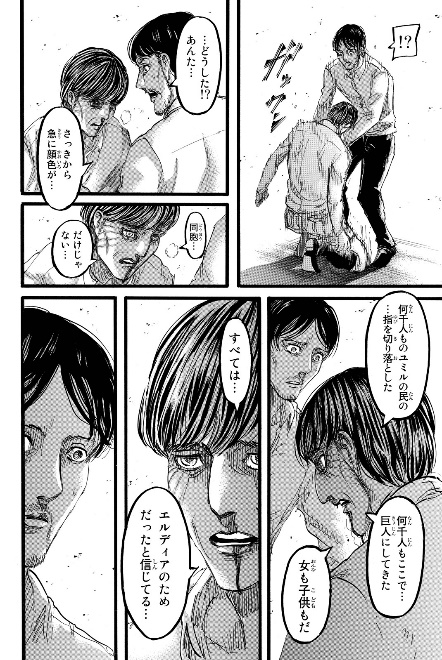 !?
ガクン
…どうした!?
あんた…
さっきから
急に顔色が…
同胞…
だけじゃ
ない…
何千人ものユミルの民の
…指を切り落とした
何千人もここで…
巨人にしてきた
女も子供もだ
すべては…
エルディアのため
だったと信じてる…